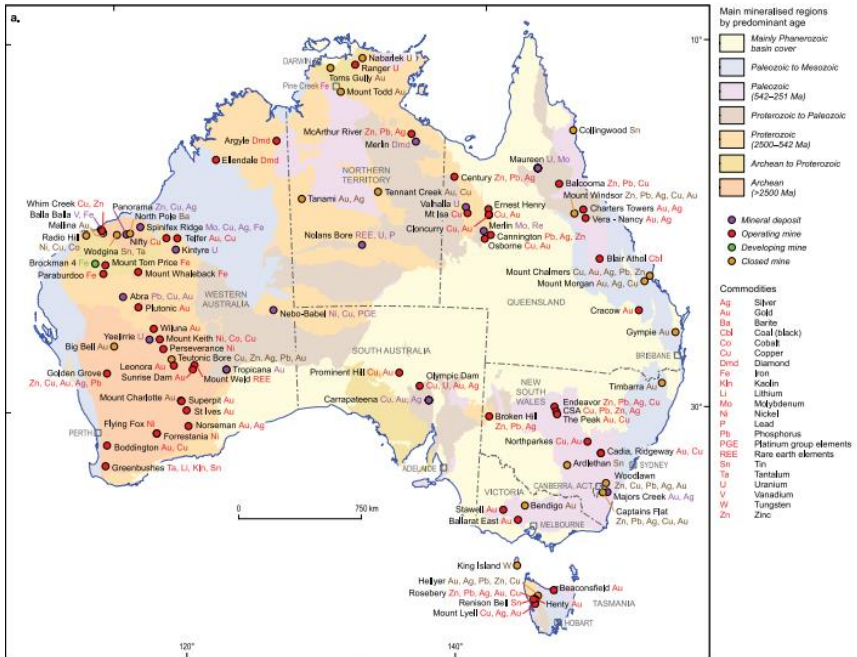 a.
10°
DARWIN
Nabarlek U
Ranger U
Toms Gully Au
Pine Creek Fe
Mount Todd Au
McArthur River Zn, Pb, Ag
Merlin Dmd
Argyle Dmd
Ellendale Dmd
NORTHERN
TERRITORY
Tanami Au, Ag
Tennant Creek Au, Cu
Nolans Bore REE, U, P
Collingwood Sn
Maureen U, Mo
Balcooma Zn, Pb, Cu
Mount Windsor Zn, Pb, Ag, Cu, Au
Charters Towers Au, Ag
Vera - Nancy Au, Ag
Century Zn, Pb, Ag
Valhalla U
Mt Isa Cu
Ernest Henry
Cu, Au
Cloncurry Cu, Au
Merlin Mo, Re
Cannington Pb, Ag, Zn
Osborne Cu, Au
Blair Athol Cbl
Mount Chalmers Cu, Au, Ag, Pb, Zn
Mount Morgan Au, Ag, Cu
QUEENSLAND
Cracow Au
Gympie Au
BRISBANE
Whim Creek Cu, Zn
Balla Balla V, Fe
Mallina Au
Radio Hill
Ni, Cu, Co
Panorama Zn, Cu, Ag
North Pole Ba
Spinifex Ridge Mo, Cu, Ag, Fe
Nifty Cu
Telfer Au, Cu
Kintyre U
Wodgina Sn, Ta
Brockman 4 Fe
Mount Tom Price Fe
Paraburdoo Fe
Mount Whaleback Fe
Abra Pb, Cu, Au
WESTERN
AUSTRALIA
Plutonic Au
Nebo-Babel Ni, Cu, PGE
Wiluna Au
Yeelirrie U
Mount Keith Ni, Co, Cu
Perseverance Ni
Big Bell Au
Teutonic Bore Cu, Zn, Ag, Pb, Au
Golden Grove
Zn, Cu, Au, Ag, Pb
Leonora Au
Tropicana Au
Sunrise Dam Au
Mount Weld REE
Mount Charlotte Au
Superpit Au
St Ives Au
Flying Fox Ni
Norseman Au, Ag
PERTH
Forrestania Ni
Boddington Au, Cu
Greenbushes Ta, Li, Kln, Sn
SOUTH AUSTRALIA
Prominent Hill Cu, Au
Olympic Dam
Cu, U, Au, Ag
Carrapateena Cu, Au, Ag
ADELAIDE
NEW
SOUTH
WALES
Timbarra Au
30°
Endeavor Zn, Pb, Ag, Cu
CSA Cu, Pb, Zn, Ag
The Peak Au, Cu
Broken Hill
Zn, Pb, Ag
Northparkes Cu, Au
Cadia, Ridgeway Au, Cu
Ardlethan Sn
SYDNEY
Woodlawn
Zn, Cu, Pb, Ag, Au
CANBERRA, ACT
Majors Creek Au, Ag
Captains Flat
Zn, Pb, Ag, Cu, Au
VICTORIA
Bendigo Au
Stawell Au
Ballarat East Au
MELBOURNE
0
750 km
King Island W
Hellyer Au, Ag, Pb, Zn, Cu
Rosebery Zn, Pb, Ag, Au, Cu
Renison Bell Sn
Mount Lyell Cu, Ag, Au
Beaconsfield Au
Henty Au
TASMANIA
HOBART
120°
140°
Main mineralised regions
by predominant age
Mainly Phanerozoic
basin cover
Paleozoic to Mesozoic
Paleozoic
(542–251 Ma)
Proterozoic to Paleozoic
Proterozoic
(2500–542 Ma)
Archean to Proterozoic
Archean
(>2500 Ma)
Mineral deposit
Operating mine
Developing mine
Closed mine
Commodities
Ag Silver
Au Gold
Ba Barite
Cbl Coal (black)
Co Cobalt
Cu Copper
Dmd Diamond
Fe Iron
Kln Kaolin
Li Lithium
Mo Molybdenum
Ni Nickel
P Lead
Pb Phosphorus
PGE Platinum group elements
REE Rare earth elements
Sn Tin
Ta Tantalum
U Uranium
V Vanadium
W Tungsten
Zn Zinc